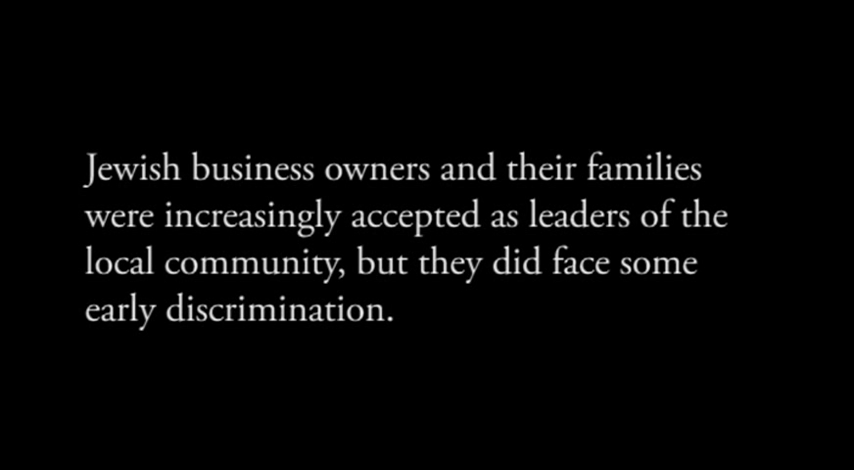 Jewish business owners and their families
were increasingly accepted as leaders of the
local community, but they did face some
early discrimination.